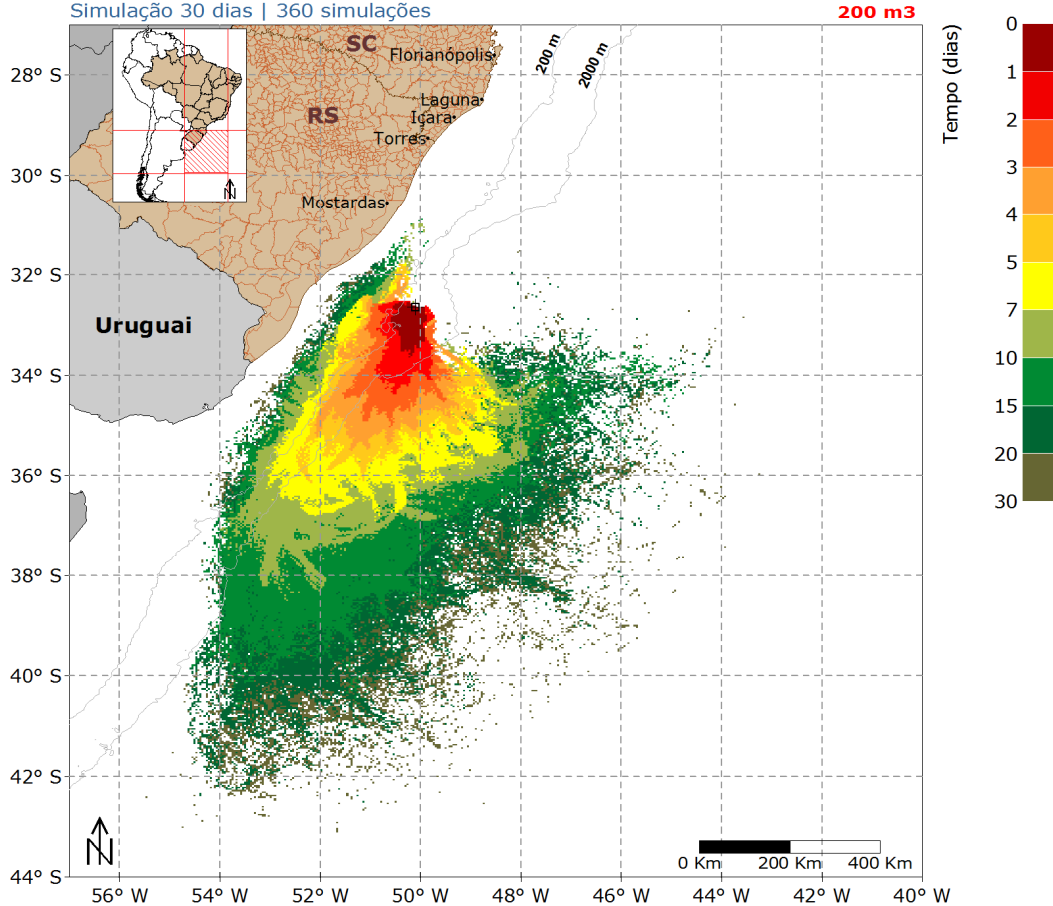 Simulação 30 dias | 360 simulações
200 m3
SC
Florianópolis
200 m
2000 m
28° S
Laguna
RS
Içara
Torres
30° S
Mostardas
N
32° S
Uruguai
34° S
36° S
38° S
40° S
42° S
N
0 Km
200 Km
400 Km
44° S
56° W
54° W
52° W
50° W
48° W
46° W
44° W
42° W
40° W
Tempo (dias)
0
1
2
3
4
5
7
10
15
20
30